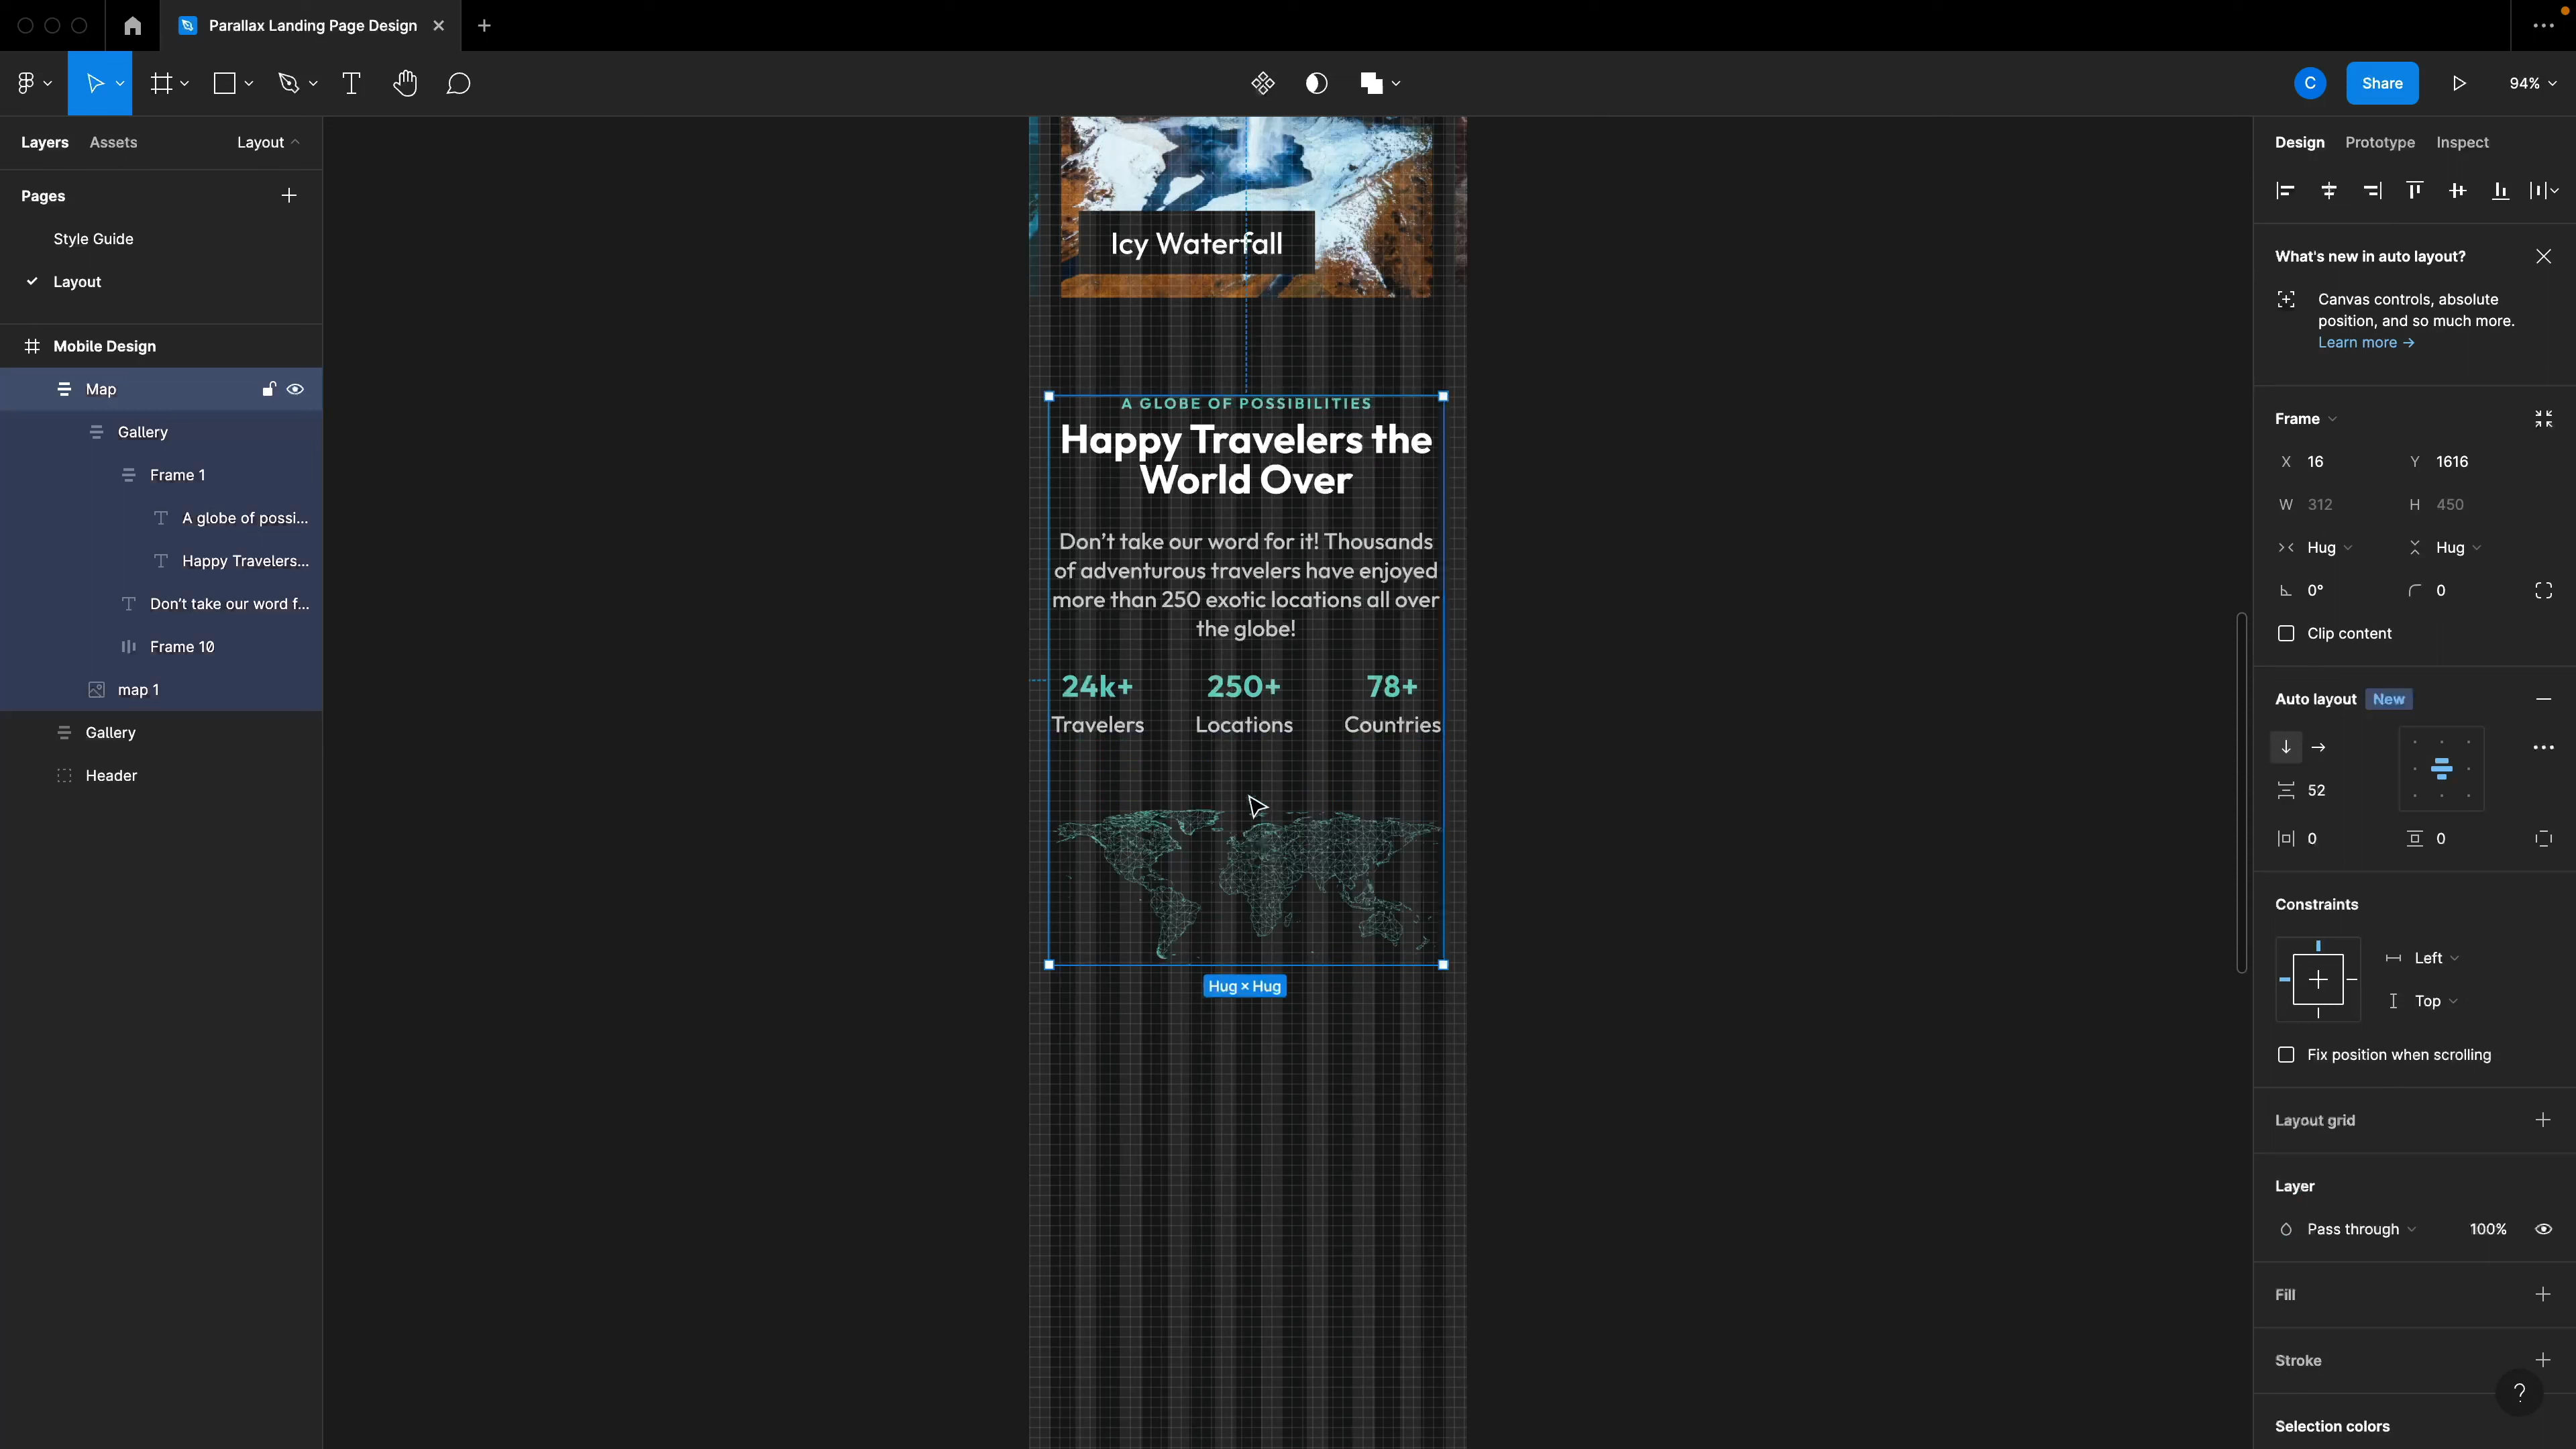 Parallax Landing Page Design
C
Share
94%
Layers Assets Layout
Pages
Style Guide
Layout
Mobile Design
Map
Gallery
Frame 1
A globe of possi...
Happy Travelers...
Don't take our word f...
Frame 10
map 1
Gallery
Header
Icy Waterfall
A GLOBE OF POSSIBILITIES
Happy Travelers the
World Over
Don't take our word for it! Thousands
of adventurous travelers have enjoyed
more than 250 exotic locations all over
the globe!
24k+ 250+ 78+
Travelers Locations Countries
Hug × Hug
Design Prototype Inspect
What's new in auto layout?
Canvas controls, absolute
position, and so much more.
Learn more →
Frame
X 16 Y 1616
W 312 H 450
Hug Hug
0° 0
Clip content
Auto layout New
52
0 0
Constraints
Left
Top
Fix position when scrolling
Layout grid
Layer
Pass through 100%
Fill
Stroke
?
Selection colors